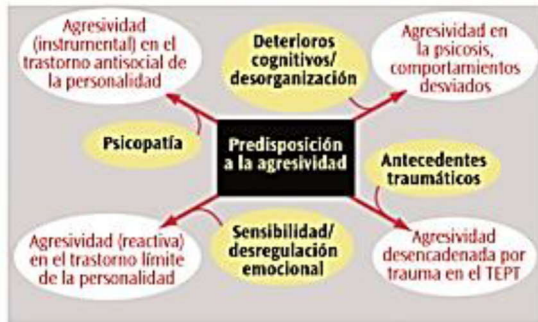 Agresividad
(instrumental) en el
trastorno antisocial
de la personalidad
Deterioros
cognitivos/
desorganización
Agresividad en
la psicosis,
comportamientos
desviados
Psicopatía
Predisposición
a la agresividad
Antecedentes
traumáticos
Agresividad (reactiva)
en el trastorno límite
de la personalidad
Sensibilidad/
desregulación
emocional
Agresividad
desencadenada por
trauma en el TEPT